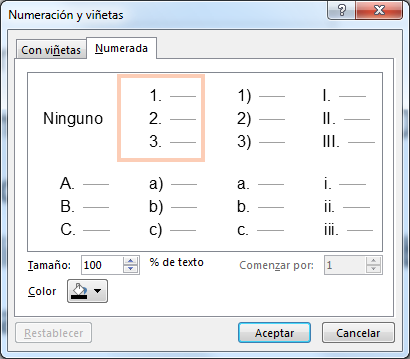 Numeración y viñetas
Con viñetas Numerada
1. 1) I.
Ninguno 2. 2) II.
3. 3) III.
A. a) a. i.
B. b) b. ii.
C. c) c. iii.
Tamaño: 100 % de texto Comenzar por: 1
Color
Restablecer Aceptar Cancelar